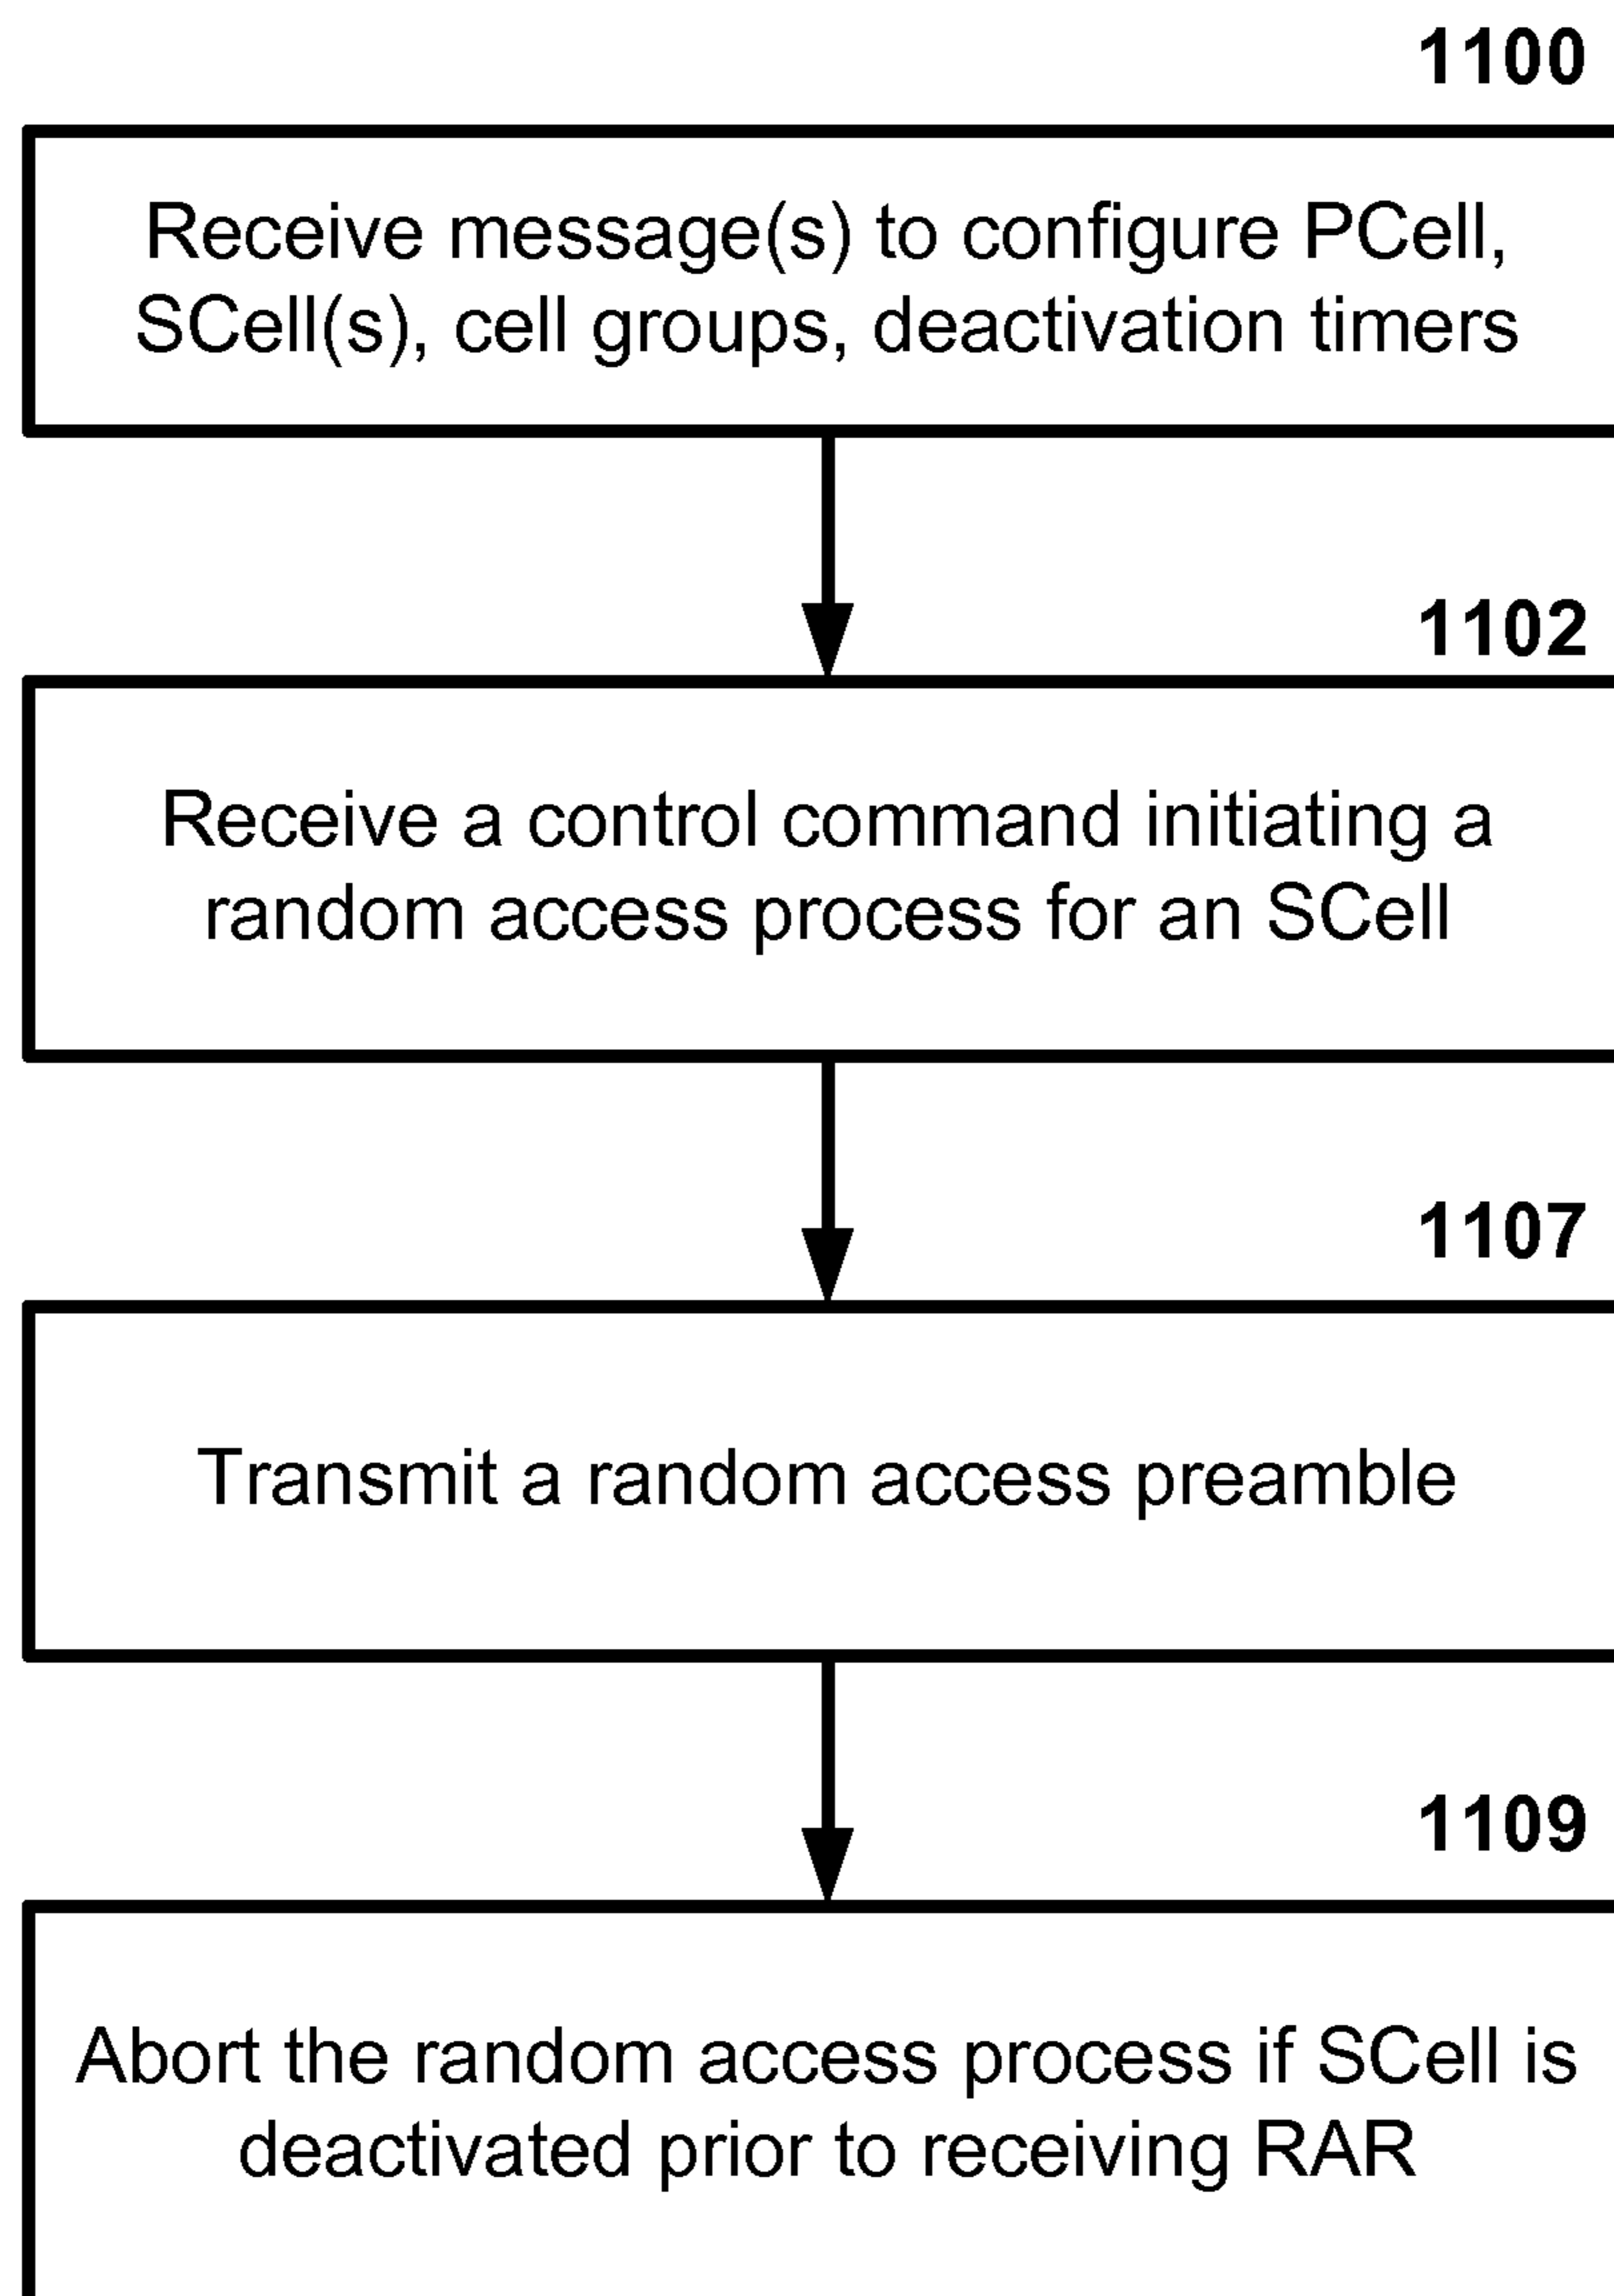 1100
Receive message(s) to configure PCell,
SCell(s), cell groups, deactivation timers
1102
Receive a control command initiating a
random access process for an SCell
1107
Transmit a random access preamble
1109
Abort the random access process if SCell is
deactivated prior to receiving RAR